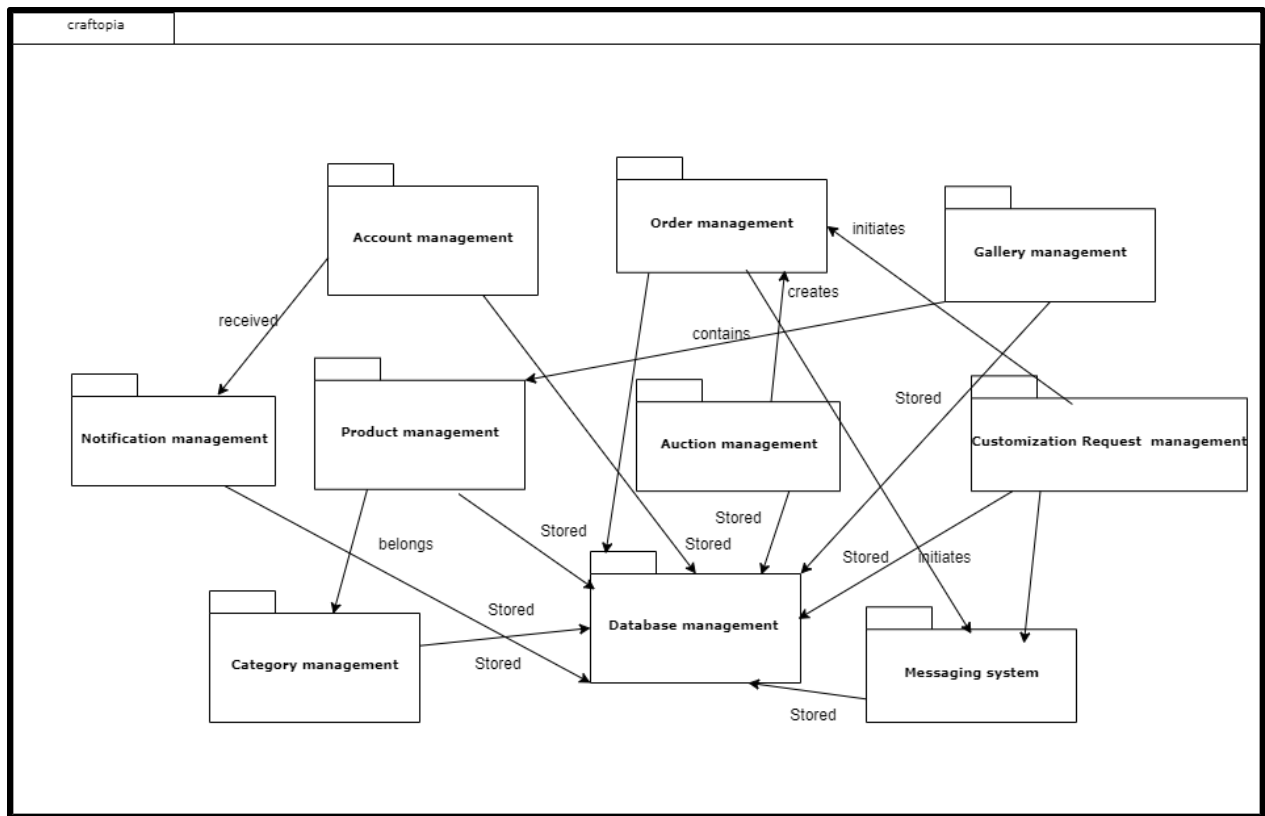 craftopia
Order management
initiates
Account management
Gallery management
creates
received
contains
Stored
Product management
Notification management
Auction management
Customization Request  management
Stored
Stored
belongs
Stored
Stored
initiates
Stored
Database management
Category management
Stored
Messaging system
Stored